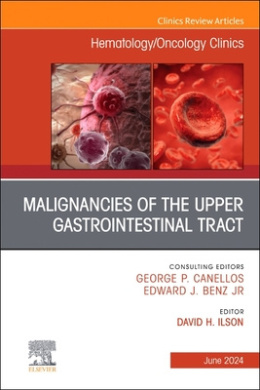 Clinics Review Articles
Hematology/Oncology Clinics
MALIGNANCIES OF THE UPPER
GASTROINTESTINAL TRACT
CONSULTING EDITORS
GEORGE P. CANELLOS
EDWARD J. BENZ JR
EDITOR
DAVID H. ILSON
ELSEVIER
June 2024